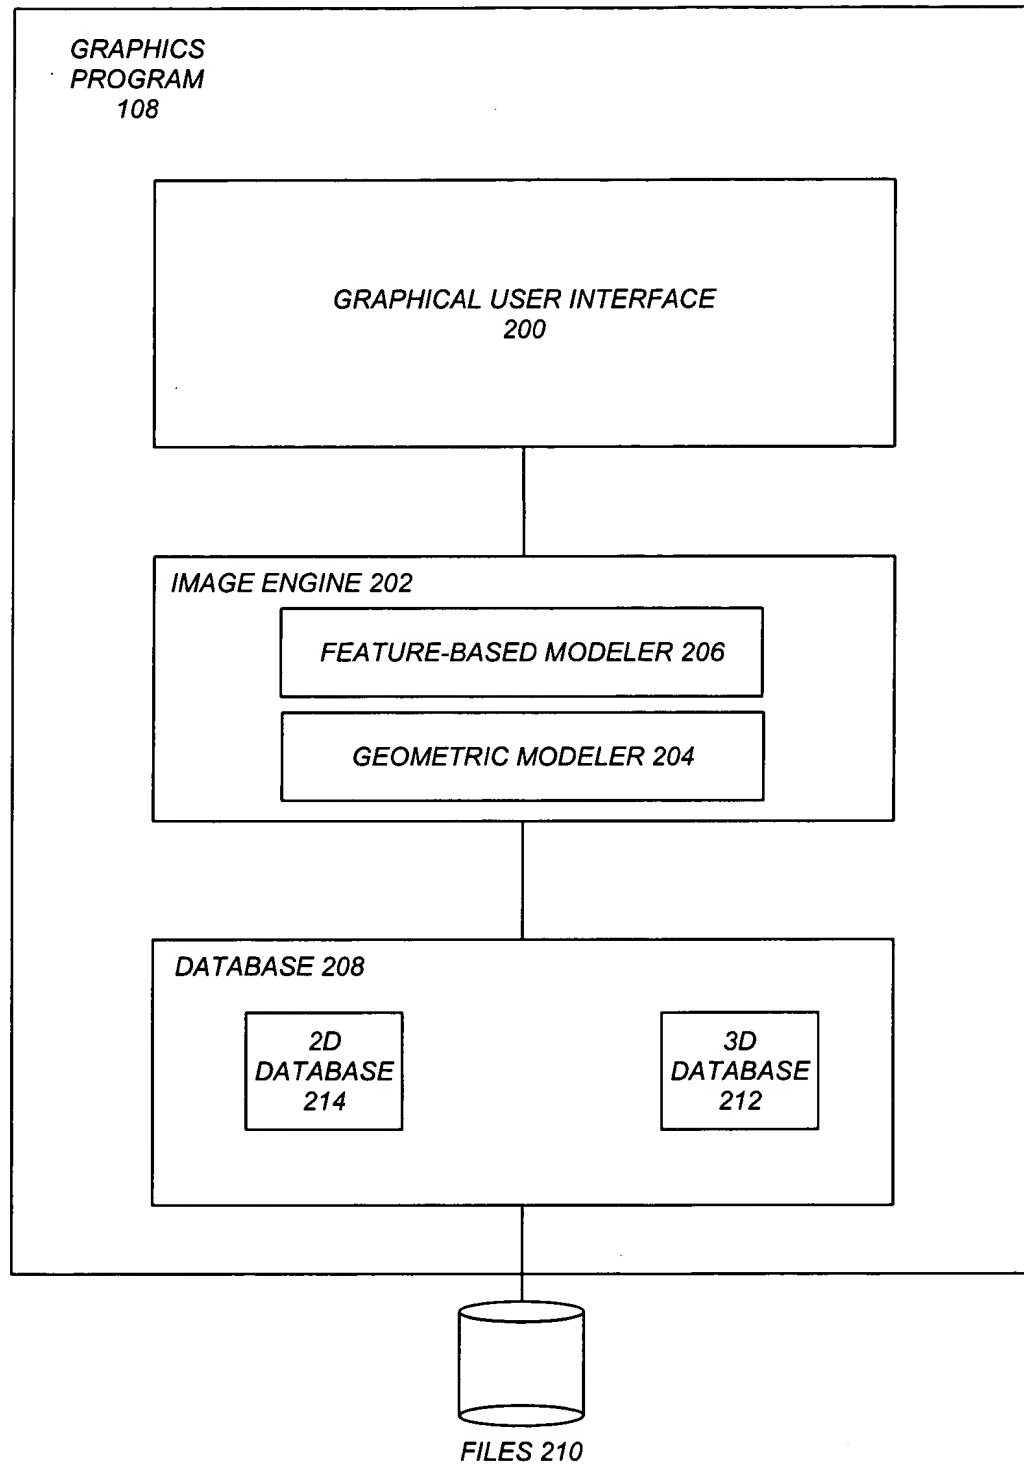 GRAPHICS
PROGRAM
108
GRAPHICAL USER INTERFACE
200
IMAGE ENGINE 202
FEATURE-BASED MODELER 206
GEOMETRIC MODELER 204
DATABASE 208
2D
DATABASE
214
3D
DATABASE
212
FILES 210